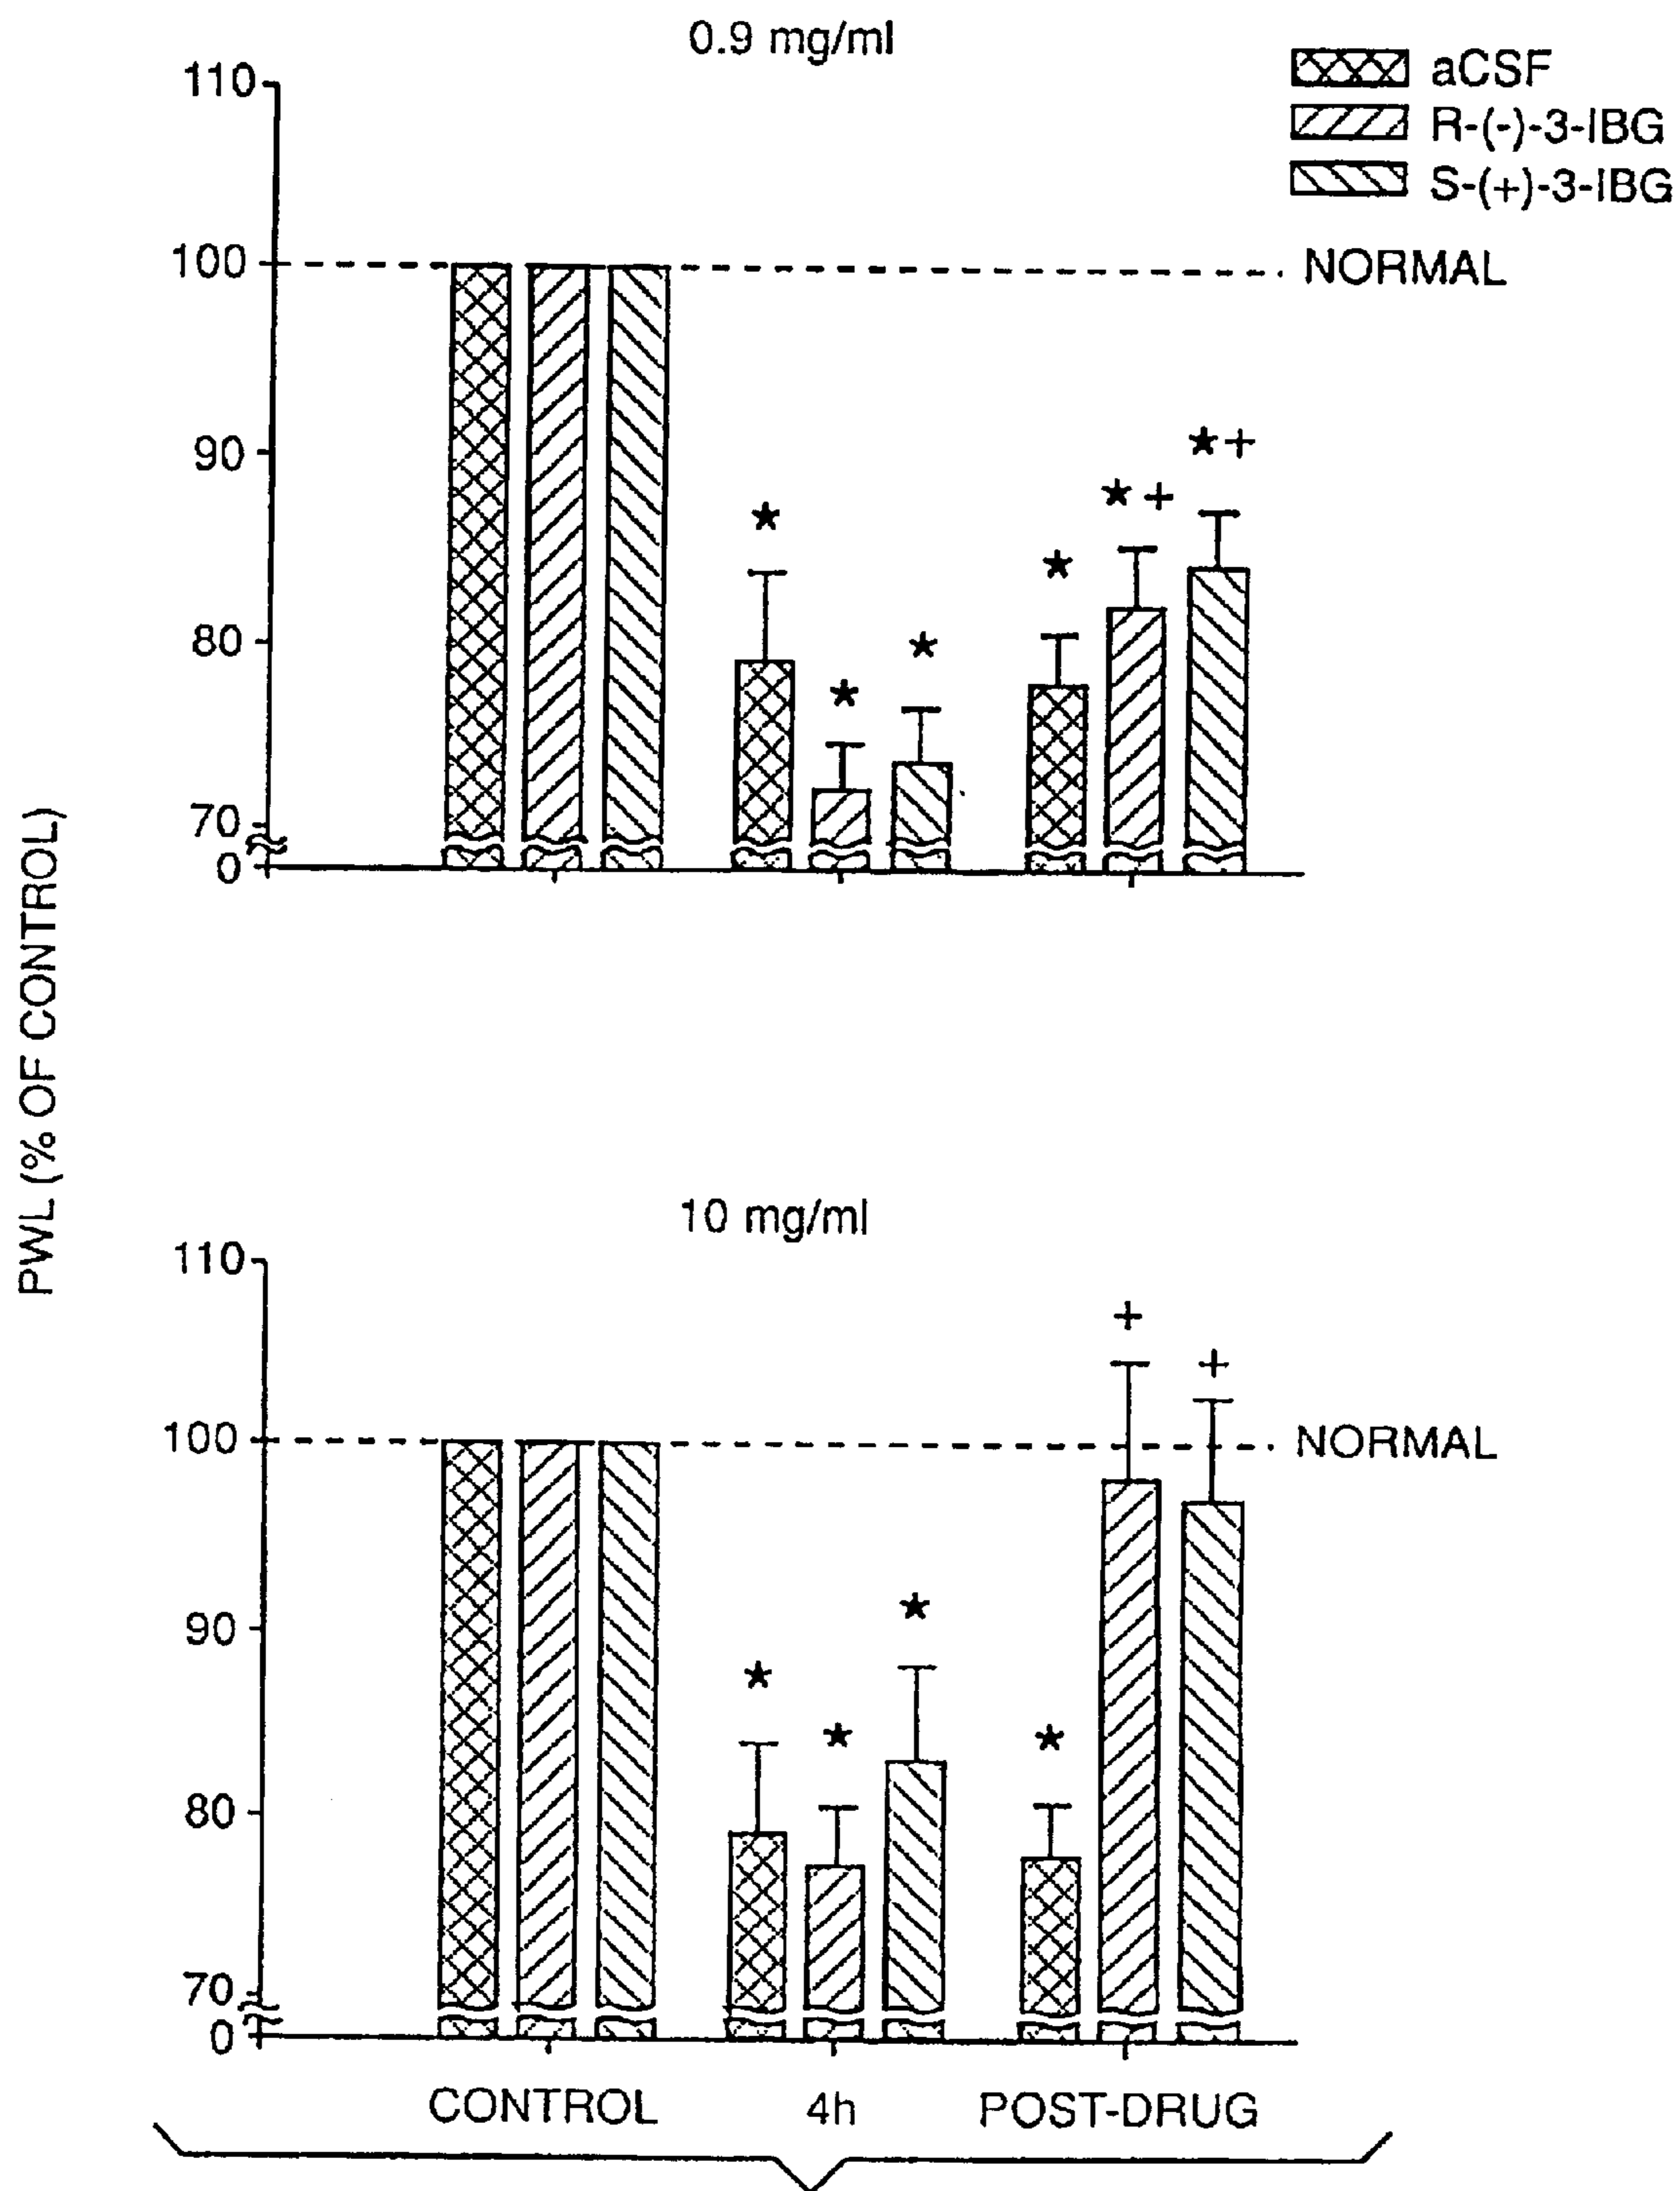 0.9 mg/ml
aCSF
R-(-)-3-IBG
S-(+)-3-IBG
110
100
NORMAL
90
80
70
0
* * * * *+ *+
PWL (% OF CONTROL)
10 mg/ml
110
100
NORMAL
90
80
70
0
* * * * + +
CONTROL 4h POST-DRUG